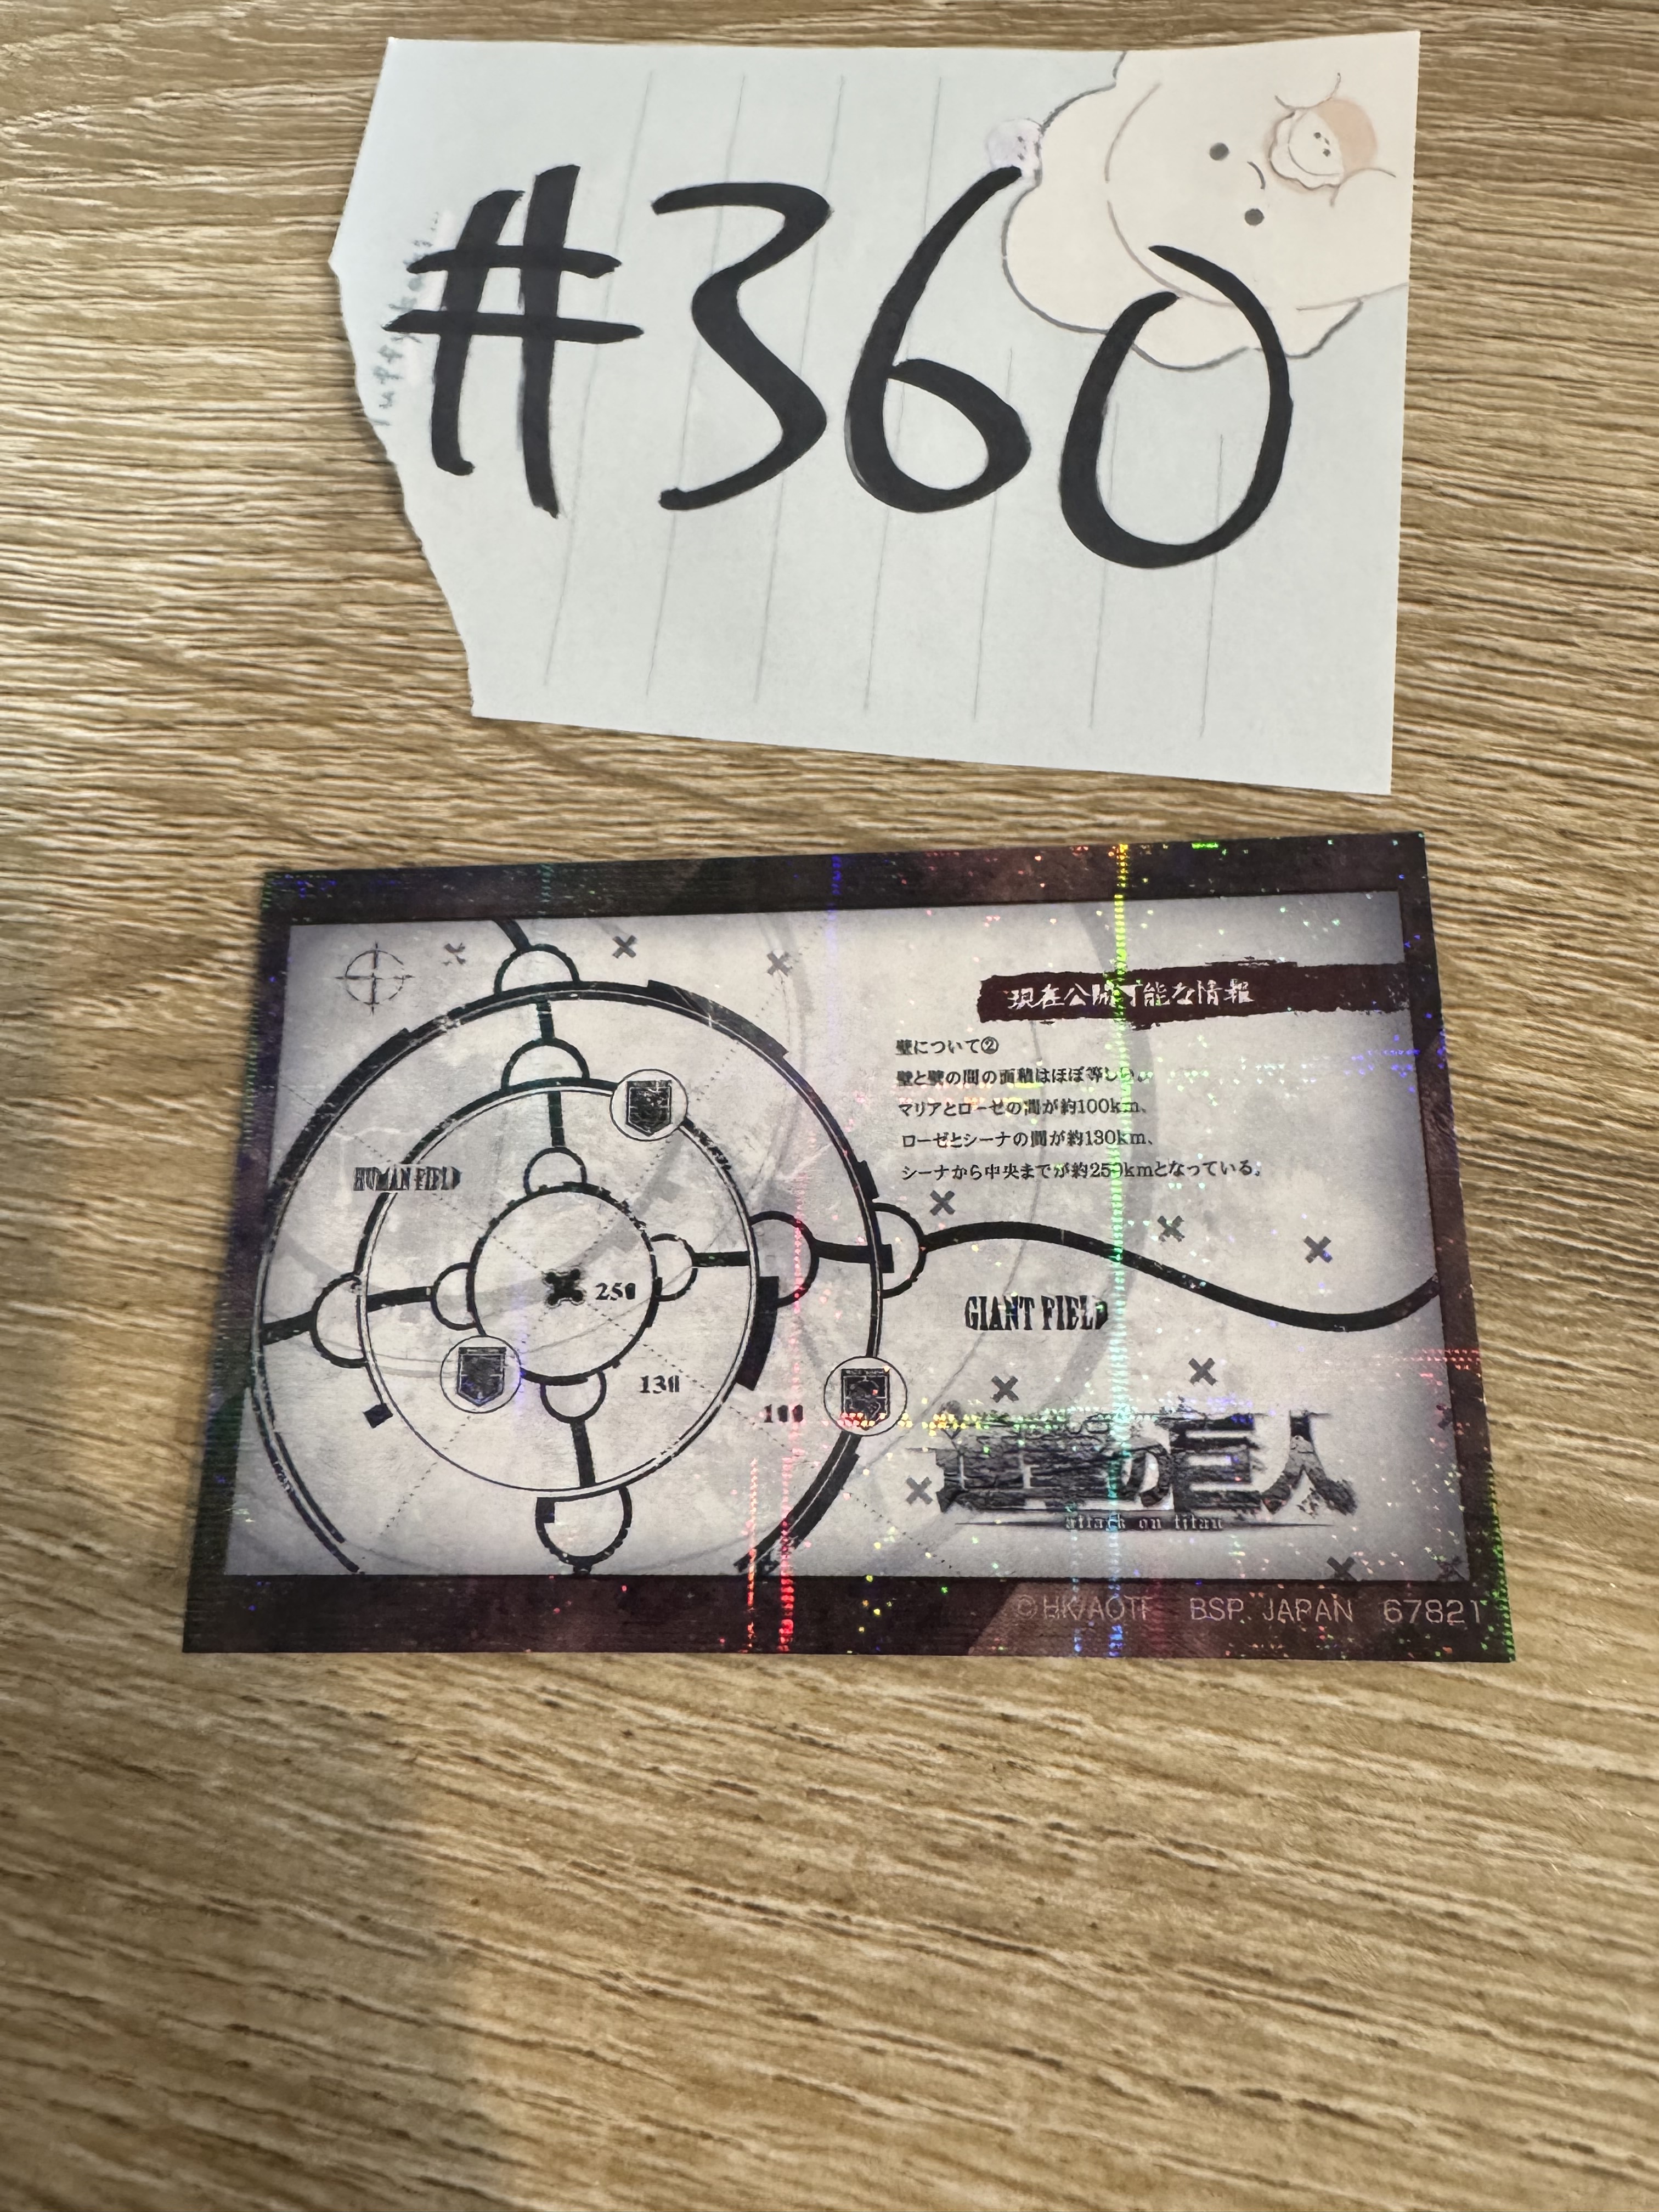 #360
現在公開可能な情報
壁について②
壁と壁の間の面積はほぼ等しい。
マリアとローゼの間が約100km、
ローゼとシーナの間が約130km、
シーナから中央までが約250kmとなっている。
HUMAN FIELD
250
GIANT FIELD
130
100
進撃の巨人
attack on titan
©HK/AOTF BSP. JAPAN 67821